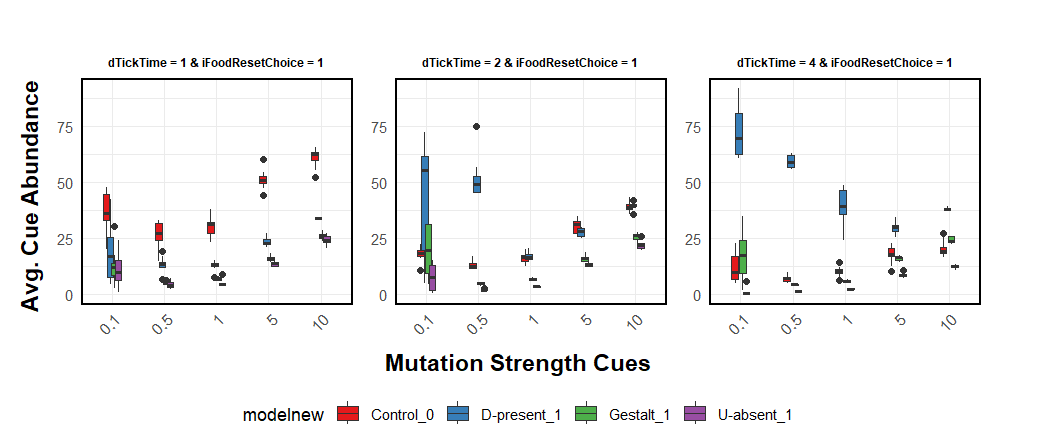 dTickTime = 1 & iFoodResetChoice = 1
dTickTime = 2 & iFoodResetChoice = 1
dTickTime = 4 & iFoodResetChoice = 1
Avg. Cue Abundance
75
50
25
0
75
50
25
0
75
50
25
0
0.1 0.5 1 5 10
0.1 0.5 1 5 10
0.1 0.5 1 5 10
Mutation Strength Cues
modelnew Control_0 D-present_1 Gestalt_1 U-absent_1